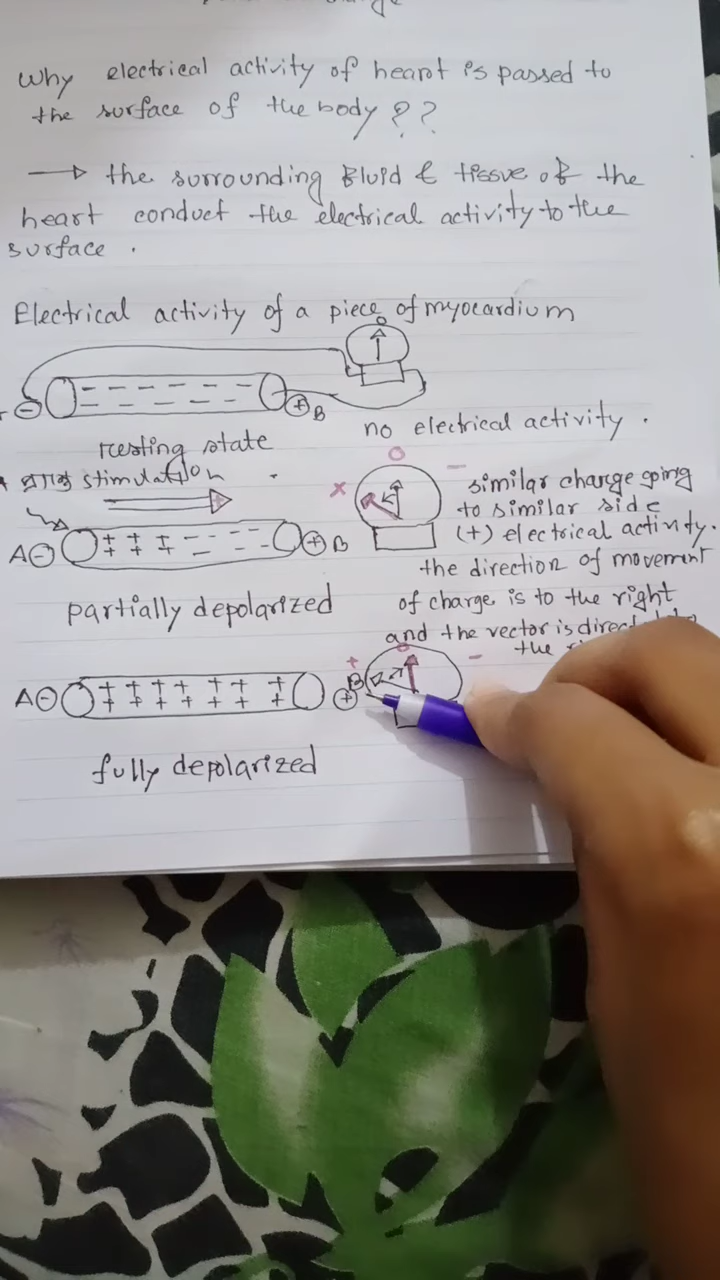 Why electrical activity of heart is passed to
the surface of the body ??
→ the surrounding fluid & tissue of the
heart conduct the electrical activity to the
surface .
Electrical activity of a piece of myocardium
o
- - - - -
- - - - -
⊖
⊕ B
resting state
no electrical activity .
stimulation
+
x o -
similar charge going
to similar side
(+) electrical activity.
A ⊖ + + + - - -
+ + + - - -
⊕ B
the direction of movement
of charge is to the right
and the vector is
the
partially depolarized
A ⊖ + + + + + + +
+ + + + + + +
⊕ B
+ o -
fully depolarized